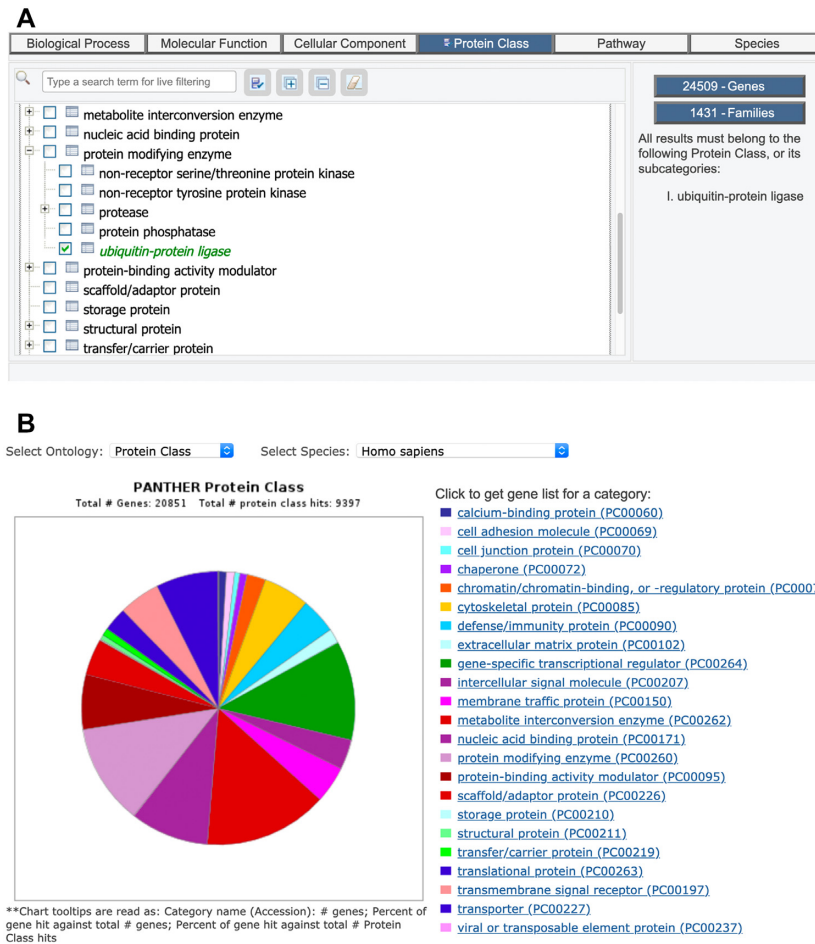 A
Biological Process
Molecular Function
Cellular Component
Protein Class
Pathway
Species
Type a search term for live filtering
metabolite interconversion enzyme
nucleic acid binding protein
protein modifying enzyme
non-receptor serine/threonine protein kinase
non-receptor tyrosine protein kinase
protease
protein phosphatase
ubiquitin-protein ligase
protein-binding activity modulator
scaffold/adaptor protein
storage protein
structural protein
transfer/carrier protein
24509 - Genes
1431 - Families
All results must belong to the
following Protein Class, or its
subcategories:
I. ubiquitin-protein ligase
B
Select Ontology: Protein Class
Select Species: Homo sapiens
PANTHER Protein Class
Total # Genes: 20851 Total # protein class hits: 9397
Click to get gene list for a category:
calcium-binding protein (PC00060)
cell adhesion molecule (PC00069)
cell junction protein (PC00070)
chaperone (PC00072)
chromatin/chromatin-binding, or -regulatory protein (PC0007
cytoskeletal protein (PC00085)
defense/immunity protein (PC00090)
extracellular matrix protein (PC00102)
gene-specific transcriptional regulator (PC00264)
intercellular signal molecule (PC00207)
membrane traffic protein (PC00150)
metabolite interconversion enzyme (PC00262)
nucleic acid binding protein (PC00171)
protein modifying enzyme (PC00260)
protein-binding activity modulator (PC00095)
scaffold/adaptor protein (PC00226)
storage protein (PC00210)
structural protein (PC00211)
transfer/carrier protein (PC00219)
translational protein (PC00263)
transmembrane signal receptor (PC00197)
transporter (PC00227)
viral or transposable element protein (PC00237)
**Chart tooltips are read as: Category name (Accession): # genes; Percent of
gene hit against total # genes; Percent of gene hit against total # Protein
Class hits